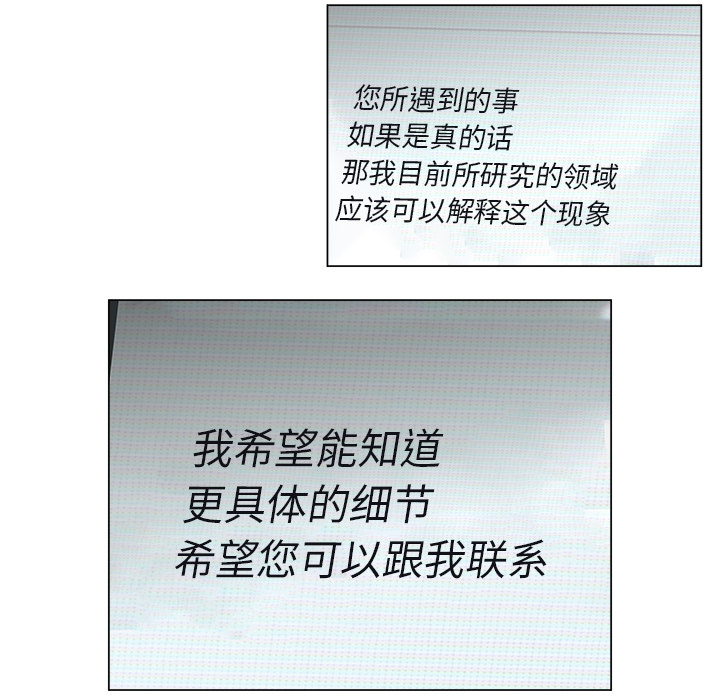 您所遇到的事
如果是真的话
那我目前所研究的领域
应该可以解释这个现象
我希望能知道
更具体的细节
希望您可以跟我联系